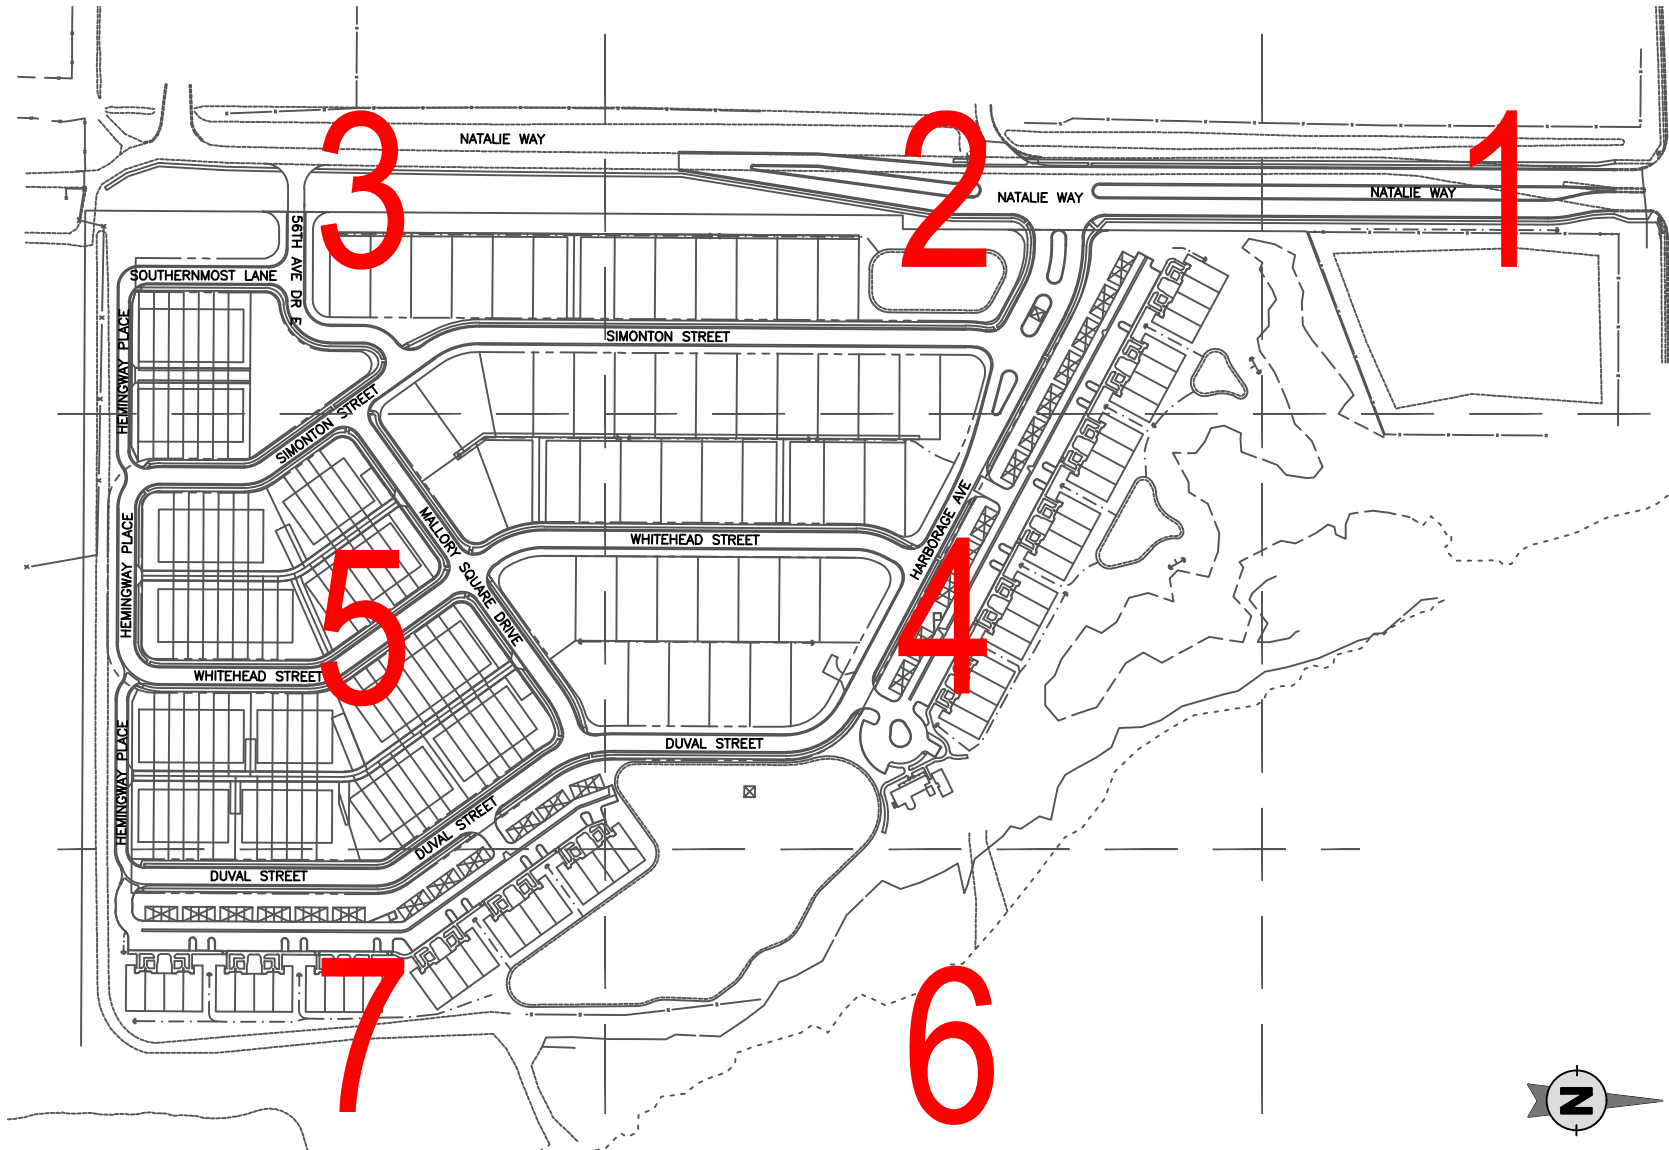 3
2
1
NATALIE WAY
NATALIE WAY
NATALIE WAY
56TH AVE DR E
SOUTHERNMOST LANE
HEMINGWAY PLACE
SIMONTON STREET
SIMONTON STREET
MALLORY SQUARE DRIVE
HARBORAGE AVE
WHITEHEAD STREET
HEMINGWAY PLACE
5
4
WHITEHEAD STREET
HEMINGWAY PLACE
DUVAL STREET
DUVAL STREET
DUVAL STREET
7
6
N